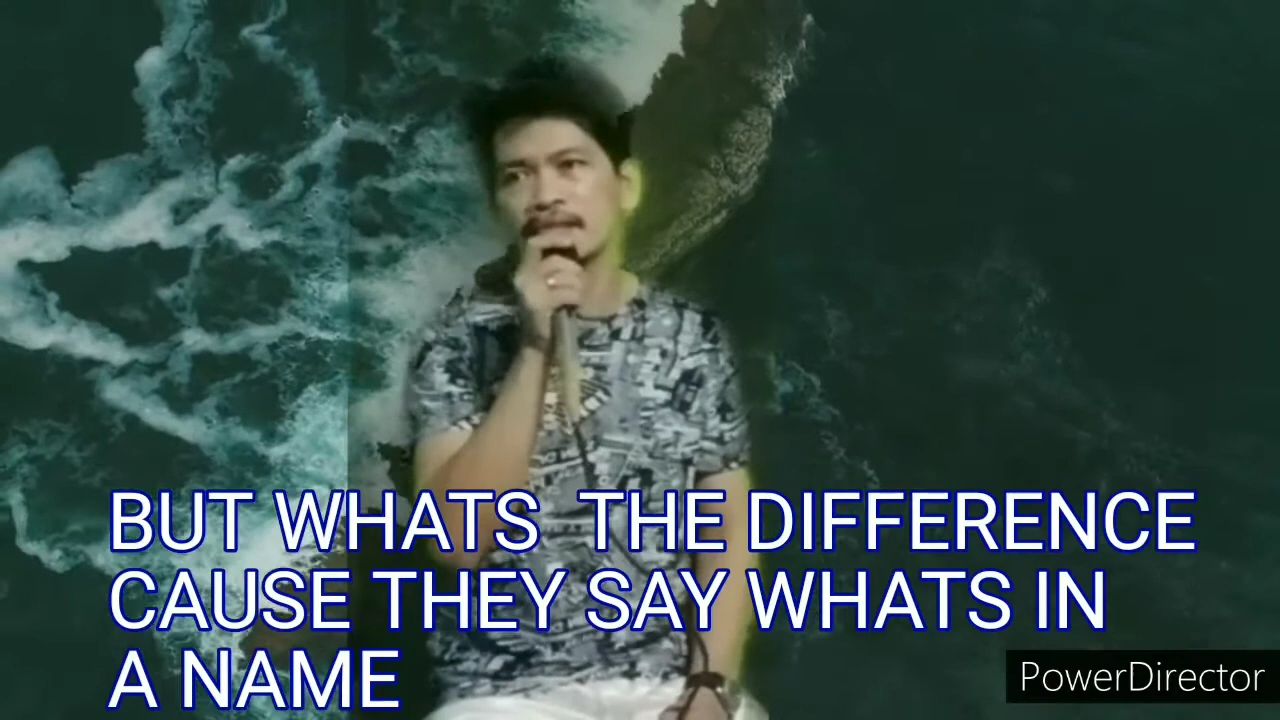 BUT WHATS THE DIFFERENCE
CAUSE THEY SAY WHATS IN
A NAME
PowerDirector